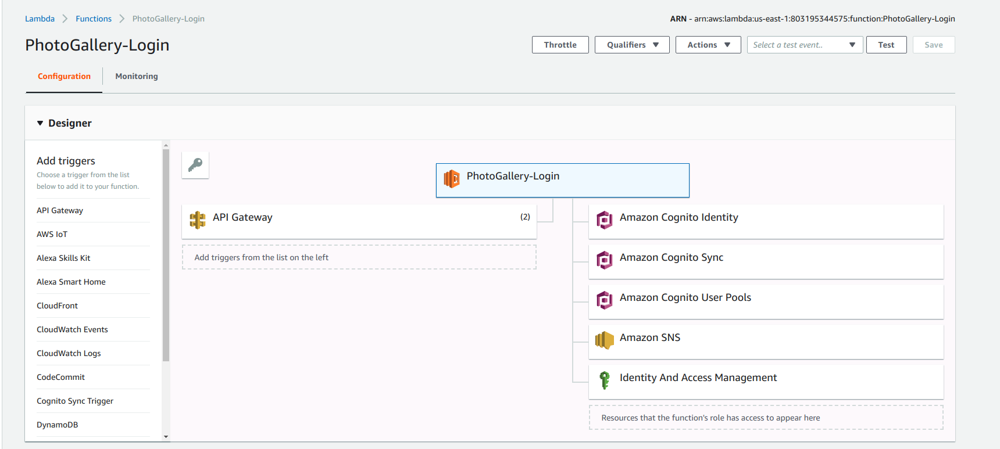 Lambda > Functions > PhotoGallery-Login
ARN - arn:aws:lambda:us-east-1:803195344575:function:PhotoGallery-Login
PhotoGallery-Login
Throttle
Qualifiers
Actions
Select a test event..
Test
Save
Configuration
Monitoring
Designer
Add triggers
Choose a trigger from the list
below to add it to your function.
API Gateway
AWS IoT
Alexa Skills Kit
Alexa Smart Home
CloudFront
CloudWatch Events
CloudWatch Logs
CodeCommit
Cognito Sync Trigger
DynamoDB
PhotoGallery-Login
API Gateway
(2)
Add triggers from the list on the left
Amazon Cognito Identity
Amazon Cognito Sync
Amazon Cognito User Pools
Amazon SNS
Identity And Access Management
Resources that the function's role has access to appear here